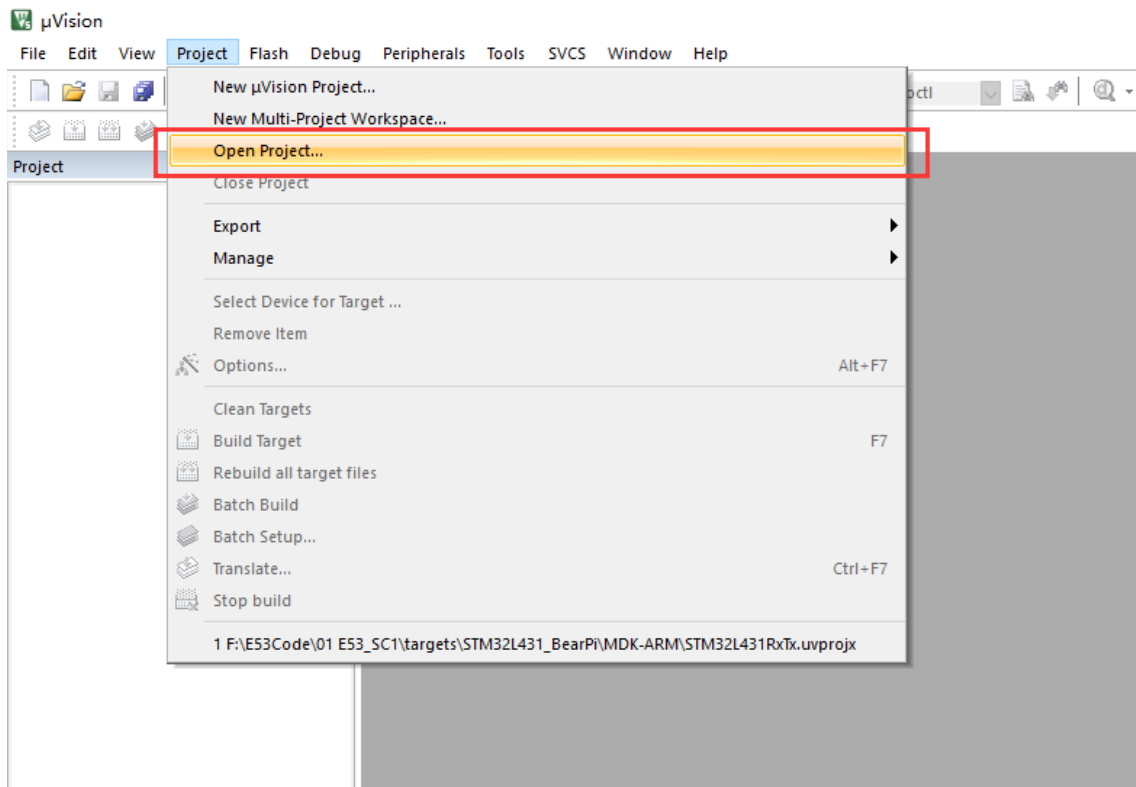 µVision
File Edit View Project Flash Debug Peripherals Tools SVCS Window Help
New µVision Project...
New Multi-Project Workspace...
Open Project...
Close Project
Export
Manage
Select Device for Target ...
Remove Item
Options... Alt+F7
Clean Targets
Build Target F7
Rebuild all target files
Batch Build
Batch Setup...
Translate... Ctrl+F7
Stop build
1 F:\E53Code\01 E53_SC1\targets\STM32L431_BearPi\MDK-ARM\STM32L431RxTx.uvprojx
Project